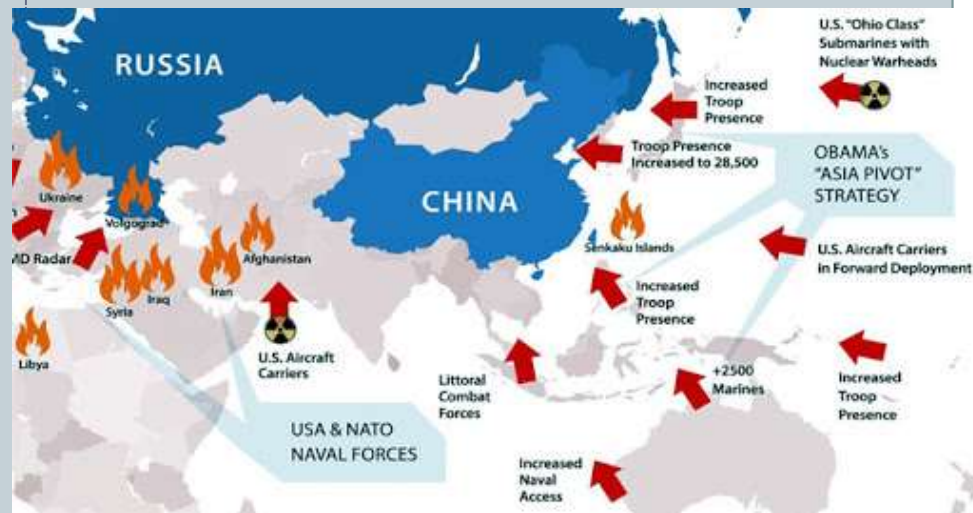 RUSSIA
U.S. "Ohio Class"
Submarines with
Nuclear Warheads
Increased
Troop
Presence
Troop Presence
Increased to 28,500
OBAMA's
"ASIA PIVOT"
STRATEGY
Ukraine
CHINA
Volgograd
MD Radar
Afghanistan
Senkaku Islands
U.S. Aircraft Carriers
in Forward Deployment
Syria
Iraq
Iran
Increased
Troop
Presence
Libya
U.S. Aircraft
Carriers
Littoral
Combat
Forces
+2500
Marines
Increased
Troop
Presence
USA & NATO
NAVAL FORCES
Increased
Naval
Access